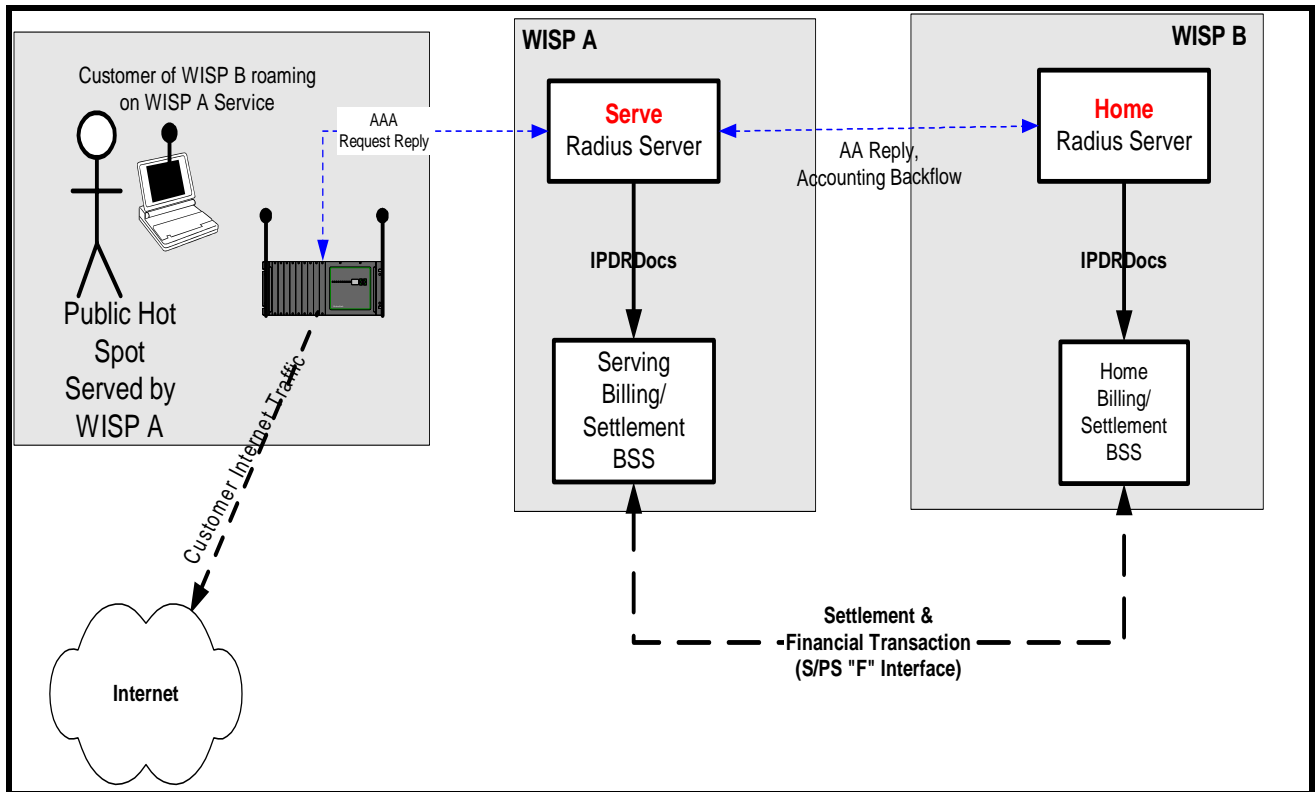 Customer of WISP B roaming
on WISP A Service
AAA
Request Reply
Public Hot
Spot
Served by
WISP A
Customer Internet Traffic
Internet
WISP A
Serve
Radius Server
IPDRDocs
Serving
Billing/
Settlement
BSS
AA Reply,
Accounting Backflow
WISP B
Home
Radius Server
IPDRDocs
Home
Billing/
Settlement
BSS
Settlement &
Financial Transaction
(S/PS "F" Interface)